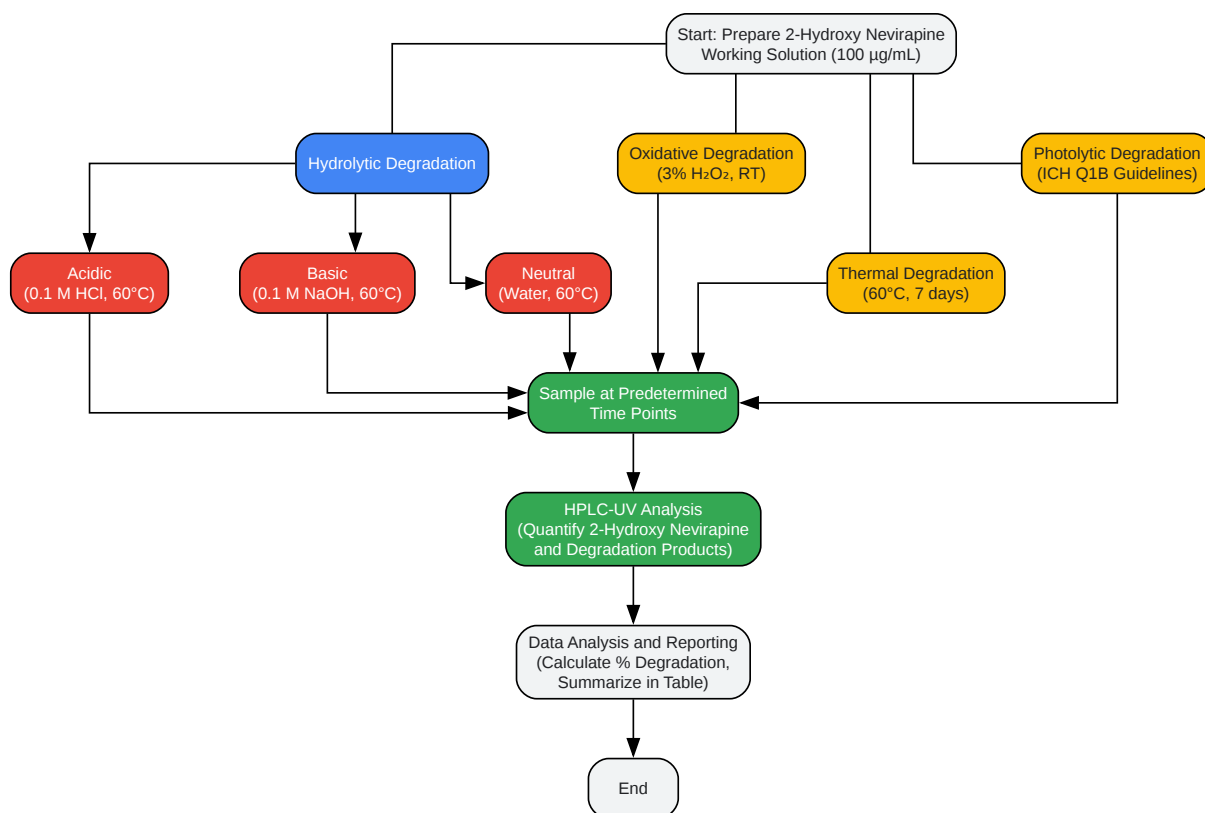 Start: Prepare 2-Hydroxy Nevirapine
Working Solution (100 µg/mL)
Hydrolytic Degradation
Oxidative Degradation
(3% H₂O₂, RT)
Photolytic Degradation
(ICH Q1B Guidelines)
Acidic
(0.1 M HCl, 60°C)
Basic
(0.1 M NaOH, 60°C)
Neutral
(Water, 60°C)
Thermal Degradation
(60°C, 7 days)
Sample at Predetermined
Time Points
HPLC-UV Analysis
(Quantify 2-Hydroxy Nevirapine
and Degradation Products)
Data Analysis and Reporting
(Calculate % Degradation,
Summarize in Table)
End